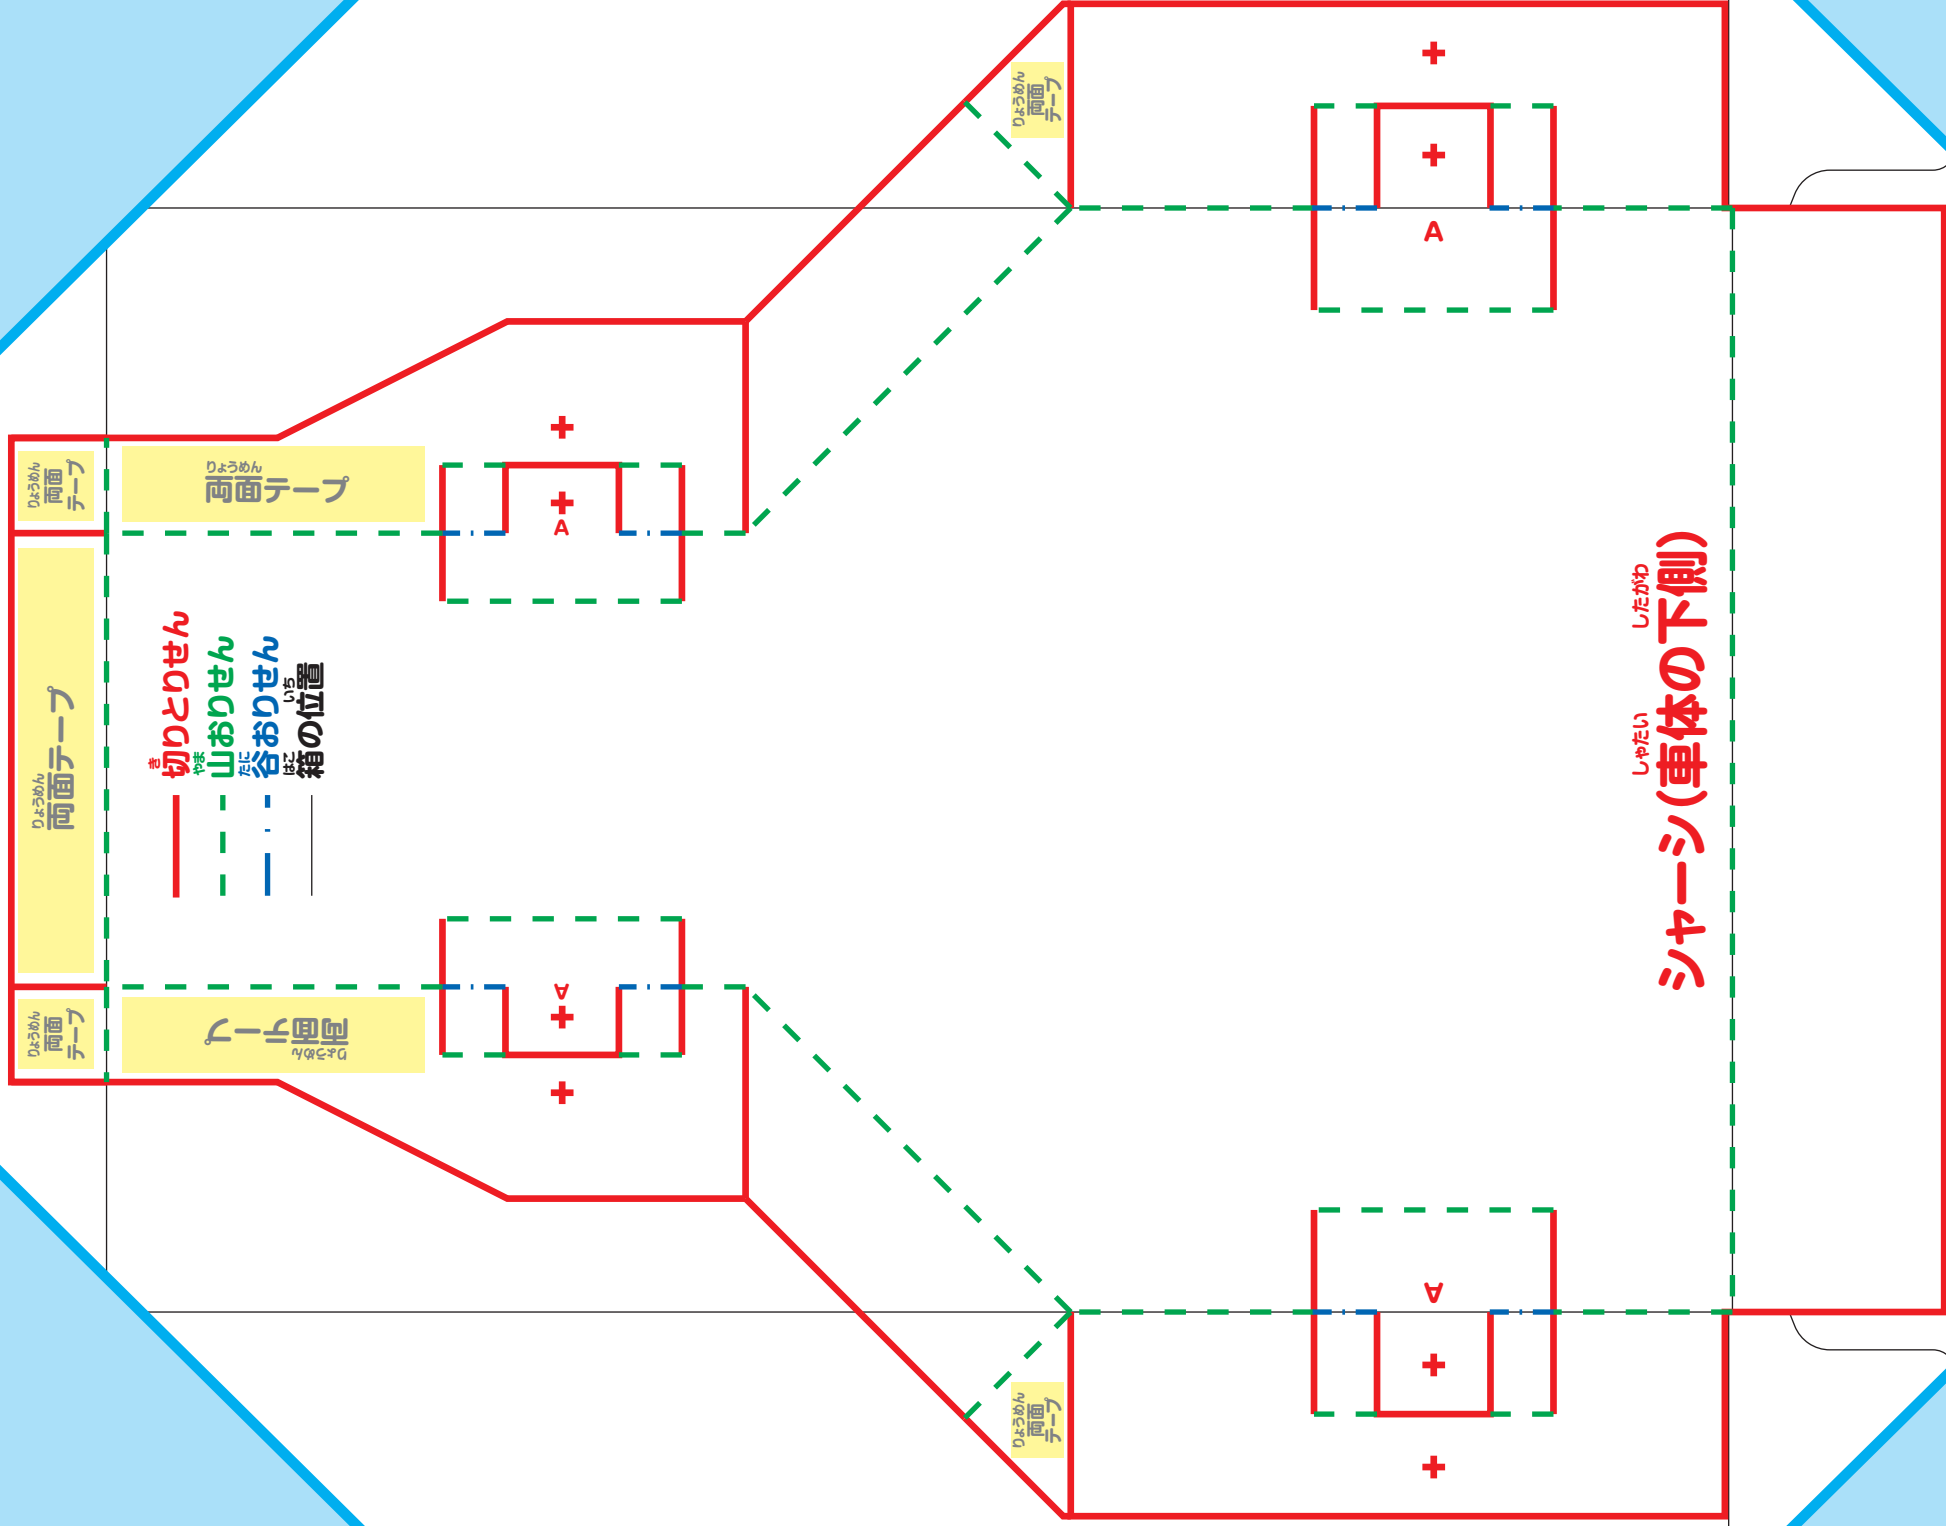 りょうめん
両面
テープ
りょうめん
両面テープ
りょうめん
両面
テープ
りょうめん
両面テープ
りょうめん
両面テープ
りょうめん
両面
テープ
りょうめん
両面
テープ
A
A
A
A
き
切りとりせん
やま
山おりせん
たに
谷おりせん
はこ いち
箱の位置
しゃたい したがわ
シャーシ(車体の下側)